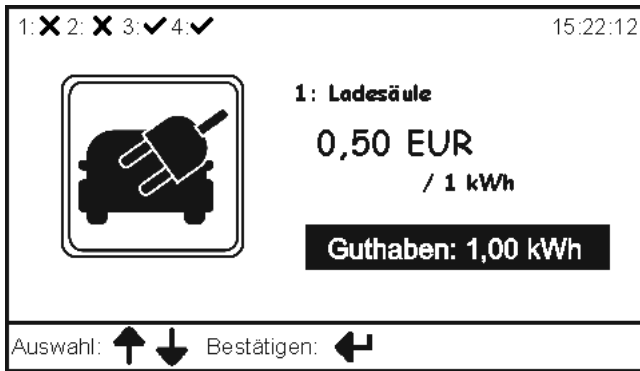 1: ✖ 2: ✖ 3: ✔ 4: ✔ 15:22:12
1: Ladesäule
0,50 EUR
/ 1 kWh
Guthaben: 1,00 kWh
Auswahl: ↑ ↓ Bestätigen: ↵